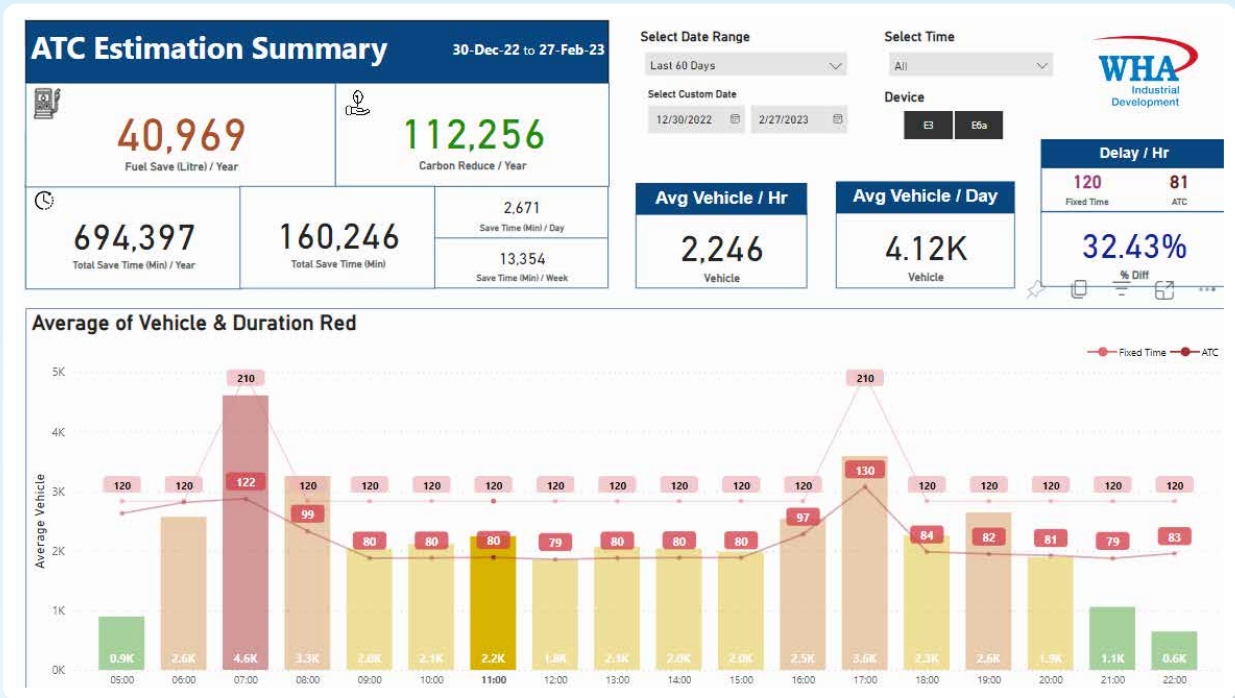 ATC Estimation Summary
30-Dec-22 to 27-Feb-23
40,969
Fuel Save (Litre) / Year
112,256
Carbon Reduce / Year
694,397
Total Save Time (Min) / Year
160,246
Total Save Time (Min)
2,671
Save Time (Min) / Day
13,354
Save Time (Min) / Week
Select Date Range
Last 60 Days
Select Custom Date
12/30/2022
2/27/2023
Select Time
All
Device
E3
E6a
WHA
Industrial
Development
Avg Vehicle / Hr
2,246
Vehicle
Avg Vehicle / Day
4.12K
Vehicle
Delay / Hr
120
81
Fixed Time
ATC
32.43%
% Diff
Average of Vehicle & Duration Red
Fixed Time
ATC
Average Vehicle
5K
4K
3K
2K
1K
0K
210 210
120 120 120 120 120 120 120 120 120 120 120 120 120 120 120 120
122 99 80 80 80 79 80 80 80 97 130 84 82 81 79 83
0.9K 2.6K 4.6K 3.3K 2.0K 2.1K 2.2K 1.8K 2.1K 2.0K 2.0K 2.5K 3.6K 2.3K 2.6K 1.9K 1.1K 0.6K
05:00 06:00 07:00 08:00 09:00 10:00 11:00 12:00 13:00 14:00 15:00 16:00 17:00 18:00 19:00 20:00 21:00 22:00